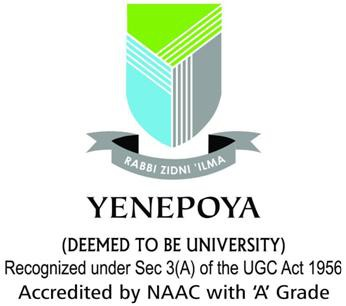 RABBI ZIDNI 'ILMA
YENEPOYA
(DEEMED TO BE UNIVERSITY)
Recognized under Sec 3(A) of the UGC Act 1956
Accredited by NAAC with ‘A’ Grade